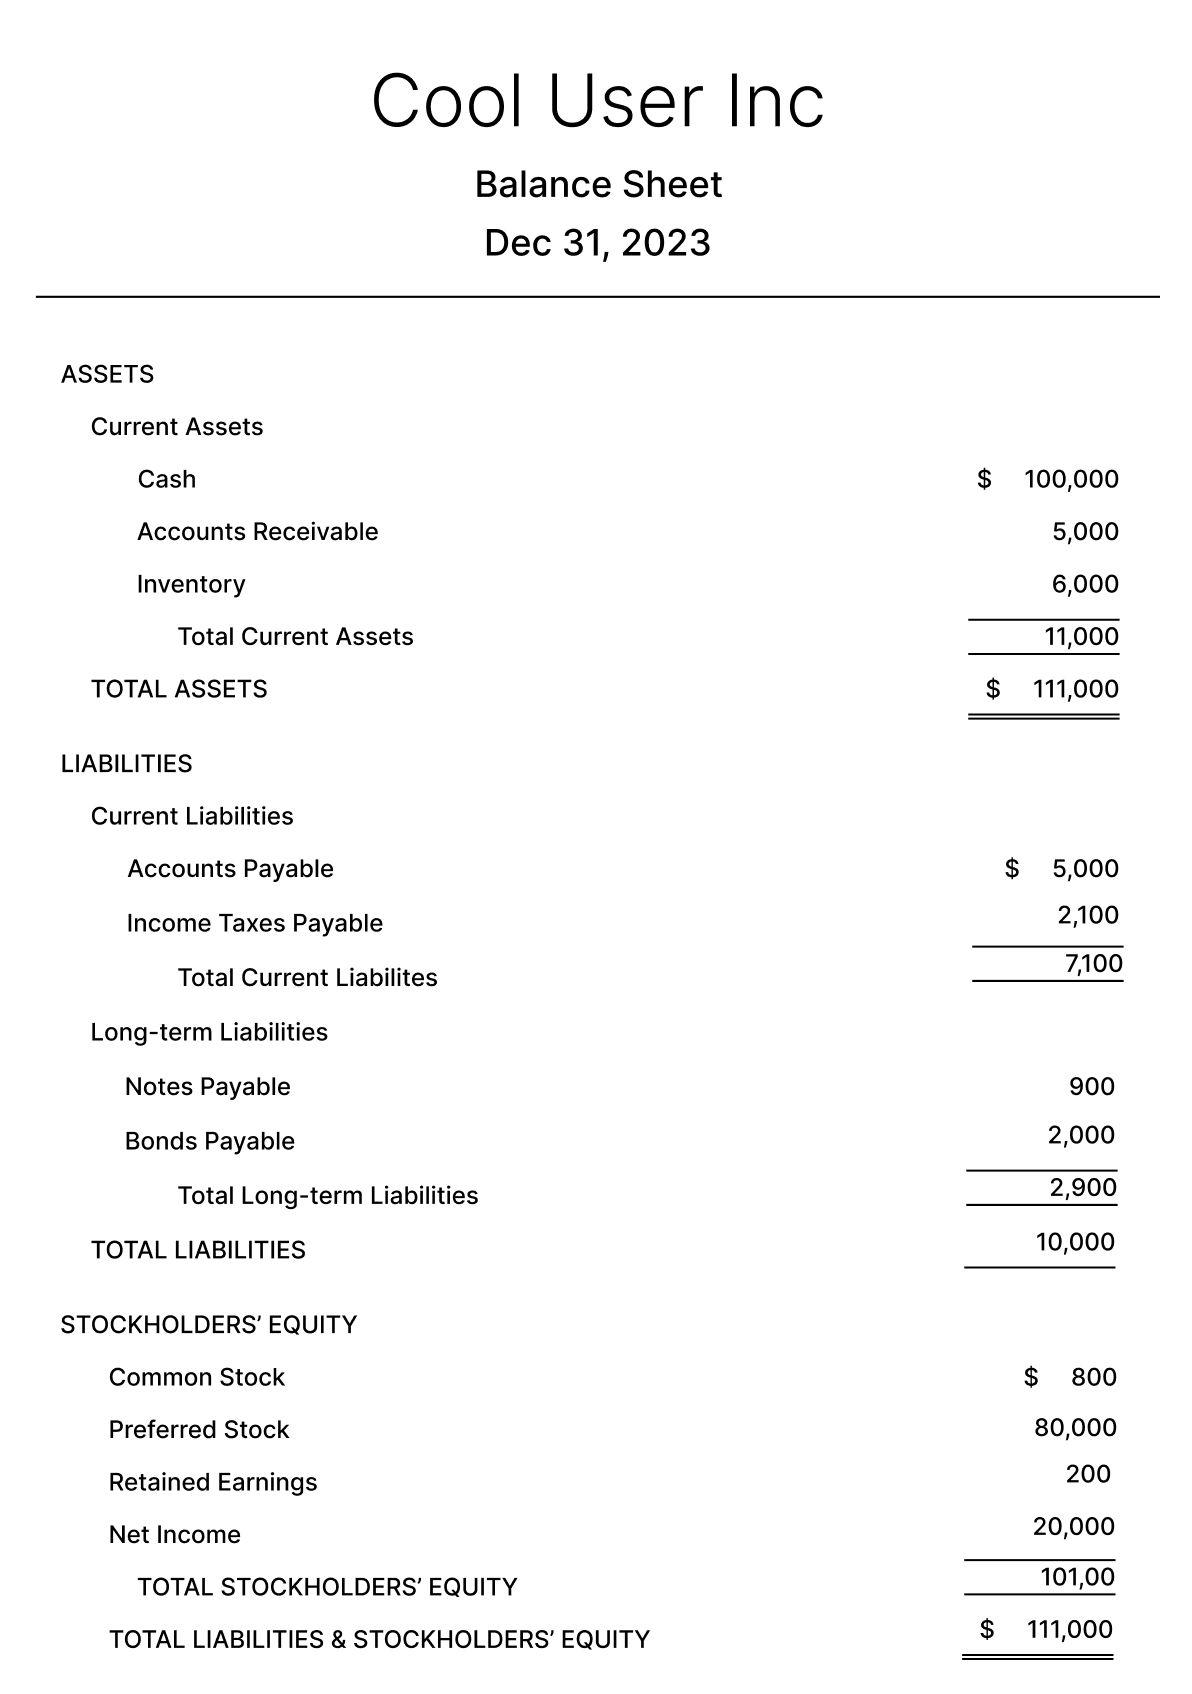 Cool User Inc
Balance Sheet
Dec 31, 2023
ASSETS
Current Assets
Cash $ 100,000
Accounts Receivable 5,000
Inventory 6,000
Total Current Assets 11,000
TOTAL ASSETS $ 111,000
LIABILITIES
Current Liabilities
Accounts Payable $ 5,000
Income Taxes Payable 2,100
Total Current Liabilites 7,100
Long-term Liabilities
Notes Payable 900
Bonds Payable 2,000
Total Long-term Liabilities 2,900
TOTAL LIABILITIES 10,000
STOCKHOLDERS’ EQUITY
Common Stock $ 800
Preferred Stock 80,000
Retained Earnings 200
Net Income 20,000
TOTAL STOCKHOLDERS’ EQUITY 101,00
TOTAL LIABILITIES & STOCKHOLDERS’ EQUITY $ 111,000